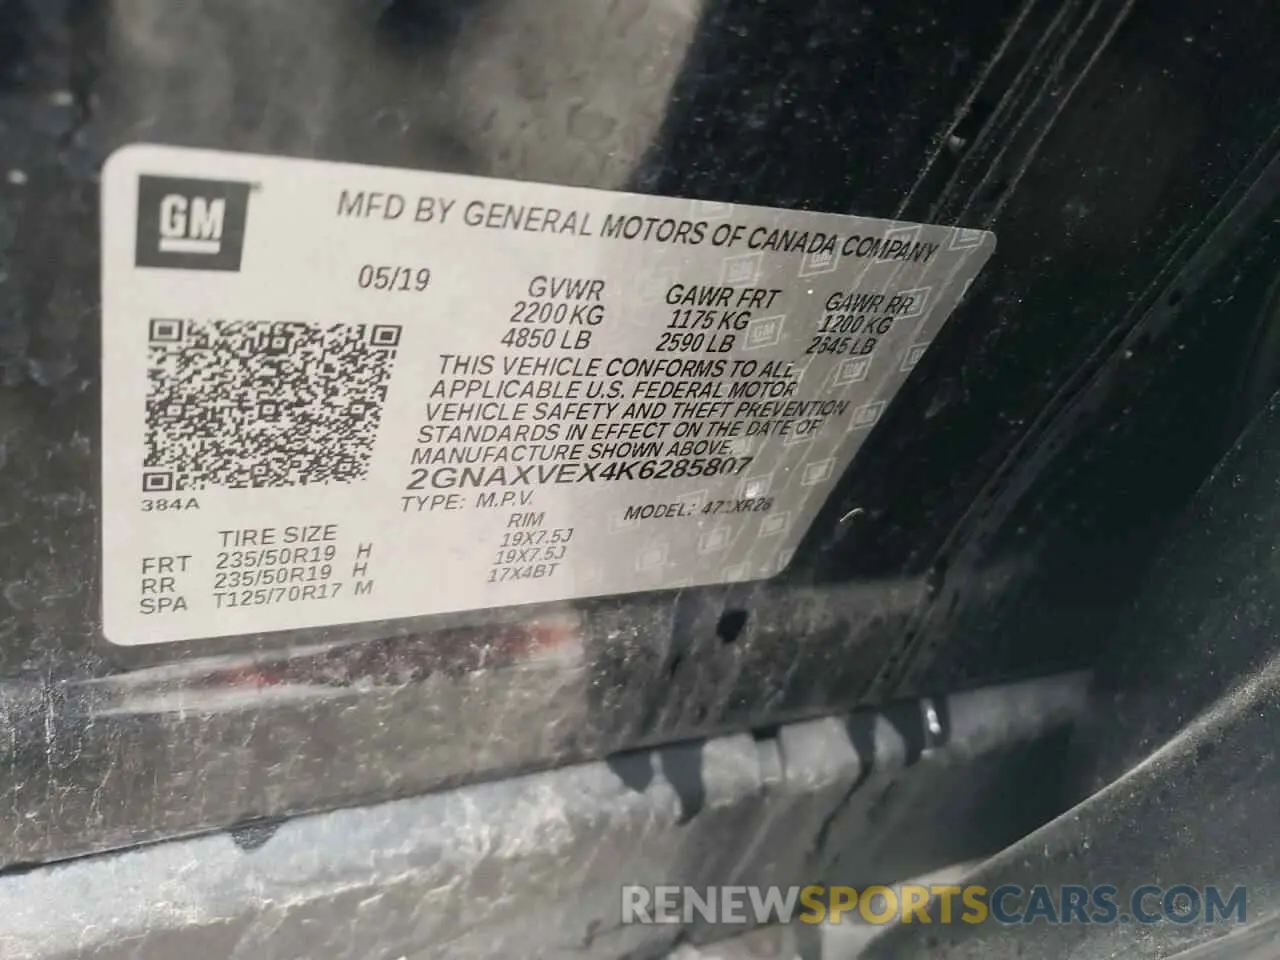 GM
MFD BY GENERAL MOTORS OF CANADA COMPANY
05/19
GVWR GAWR FRT GAWR RR
2200 KG 1175 KG 1200 KG
4850 LB 2590 LB 2645 LB
THIS VEHICLE CONFORMS TO ALL
APPLICABLE U.S. FEDERAL MOTOR
VEHICLE SAFETY AND THEFT PREVENTION
STANDARDS IN EFFECT ON THE DATE OF
MANUFACTURE SHOWN ABOVE.
2GNAXVEX4K6285807
384A
TYPE: M.P.V. MODEL:
TIRE SIZE RIM
FRT 235/50R19 H 19X7.5J
RR 235/50R19 H 19X7.5J
SPA T125/70R17 M 17X4BT
RENEWSPORTSCARS.COM